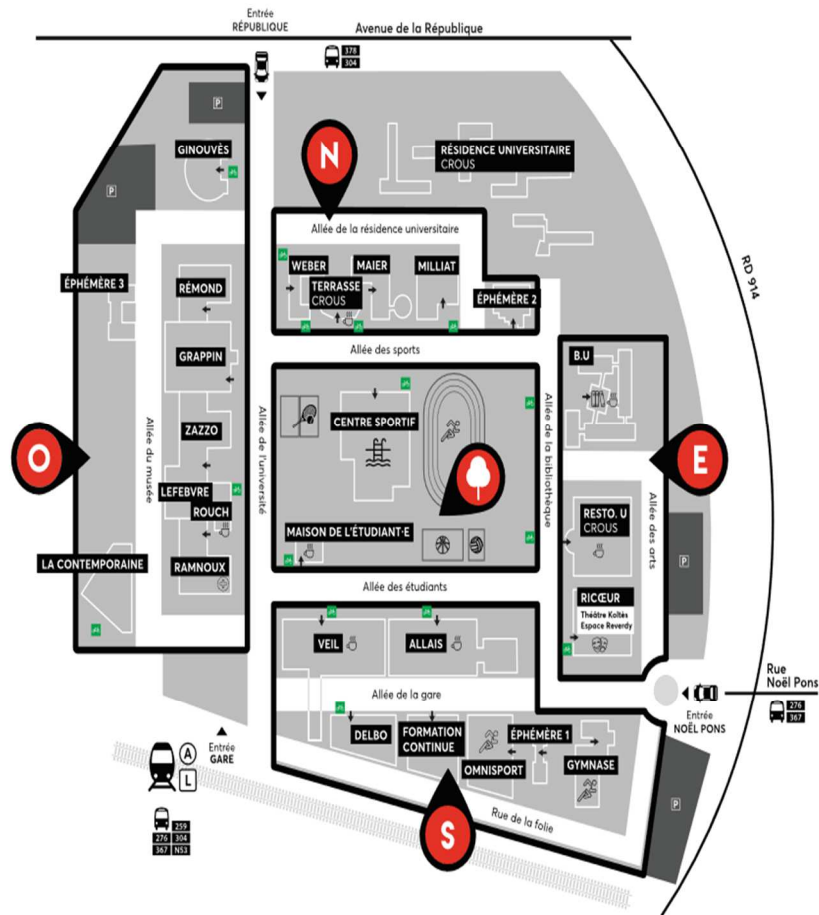 Entrée
RÉPUBLIQUE
Avenue de la République
378
304
P
GINOUVÈS
P
N
RÉSIDENCE UNIVERSITAIRE
CROUS
Allée de la résidence universitaire
WEBER
MAIER
MILLIAT
TERRASSE
CROUS
ÉPHÉMÈRE 2
ÉPHÉMÈRE 3
RÉMOND
RD 914
Allée des sports
GRAPPIN
B.U
Allée du musée
Allée de l'université
ZAZZO
CENTRE SPORTIF
Allée de la bibliothèque
O
E
LEFEBVRE
ROUCH
RESTO. U
CROUS
Allée des arts
MAISON DE L'ÉTUDIANT·E
P
LA CONTEMPORAINE
RAMNOUX
Allée des étudiants
RICŒUR
Théâtre Koltès
Espace Reverdy
VEIL
ALLAIS
Rue
Noël Pons
Allée de la gare
Entrée
NOËL PONS
276
367
Entrée
GARE
DELBO
FORMATION
CONTINUE
ÉPHÉMÈRE 1
OMNISPORT
GYMNASE
A
L
P
Rue de la folie
259
276 304
367 N53
S